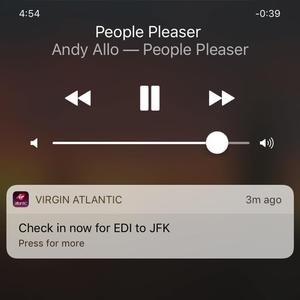 4:54 -0:39
People Pleaser
Andy Allo — People Pleaser
VIRGIN ATLANTIC 3m ago
Check in now for EDI to JFK
Press for more